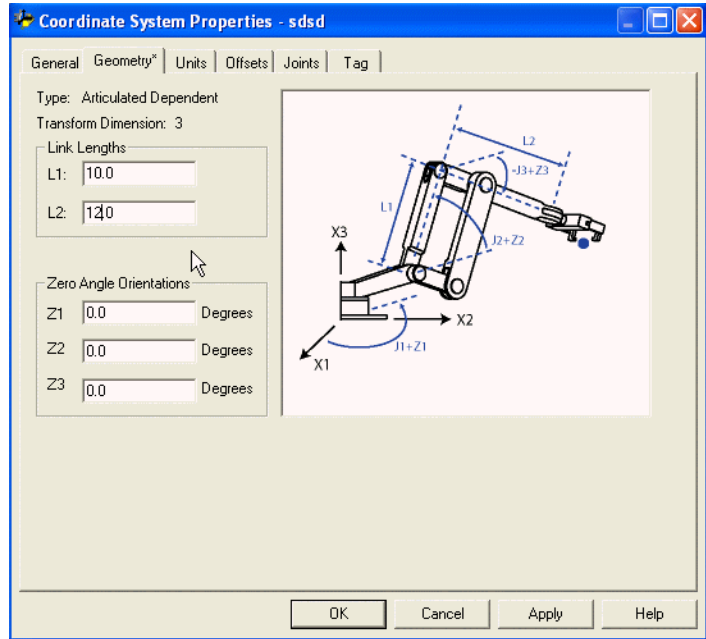 Coordinate System Properties - sdsd
General Geometry* Units Offsets Joints Tag
Type: Articulated Dependent
Transform Dimension: 3
Link Lengths
L1: 10.0
L2: 12.0
Zero Angle Orientations
Z1 0.0 Degrees
Z2 0.0 Degrees
Z3 0.0 Degrees
L2
-J3+Z3
L1
J2+Z2
X3
X2
J1+Z1
X1
OK Cancel Apply Help